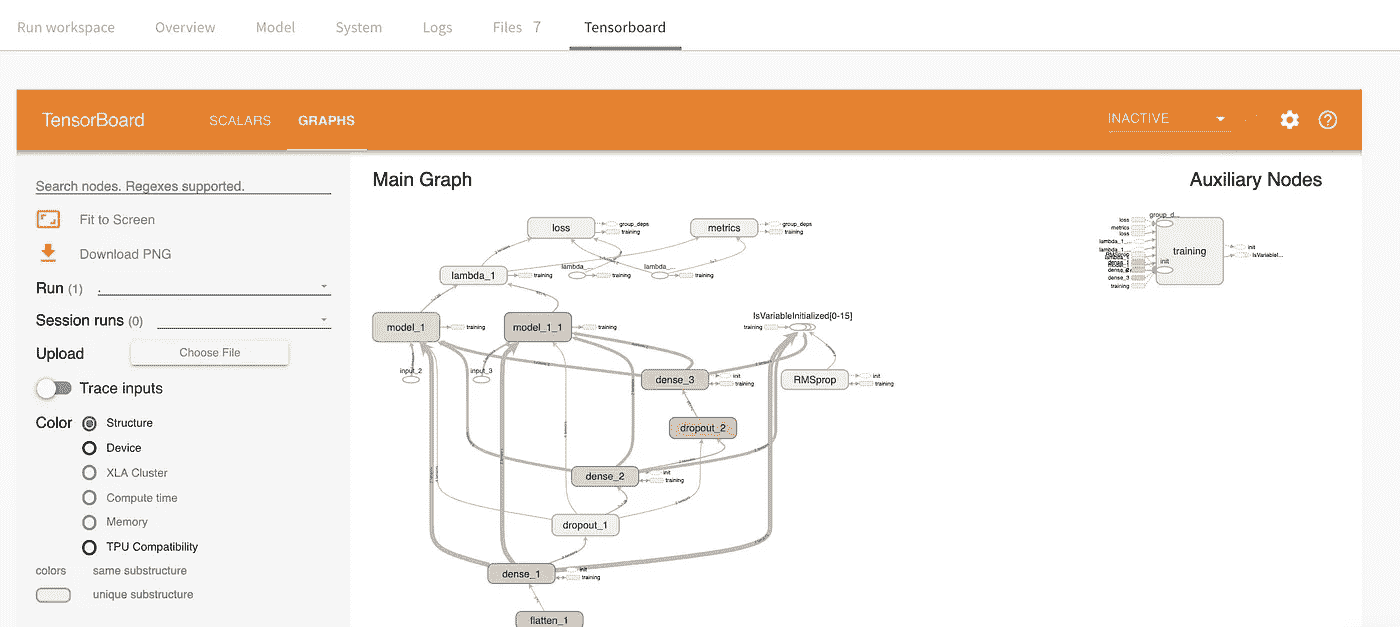 Run workspace Overview Model System Logs Files 7 Tensorboard
TensorBoard SCALARS GRAPHS INACTIVE
Search nodes. Regexes supported.
Fit to Screen
Download PNG
Run (1) .
Session runs (0)
Upload Choose File
Trace inputs
Color Structure
Device
XLA Cluster
Compute time
Memory
TPU Compatibility
colors same substructure
unique substructure
Main Graph
loss group_deps
training
metrics group_deps
training
lambda_1 training
lambda_ training
lambda_ training
model_1 training
model_1_1 training
IsVariableInitialized[0-15]
training
input_2
input_3
dense_3 init
training
RMSprop init
training
dropout_2
dense_2 init
training
dropout_1
dense_1 init
training
flatten_1
Auxiliary Nodes
group_d...
loss
metrics
loss
lambda_1
lambda_1...
training
init
dense_3
training
init
IsVariableI...